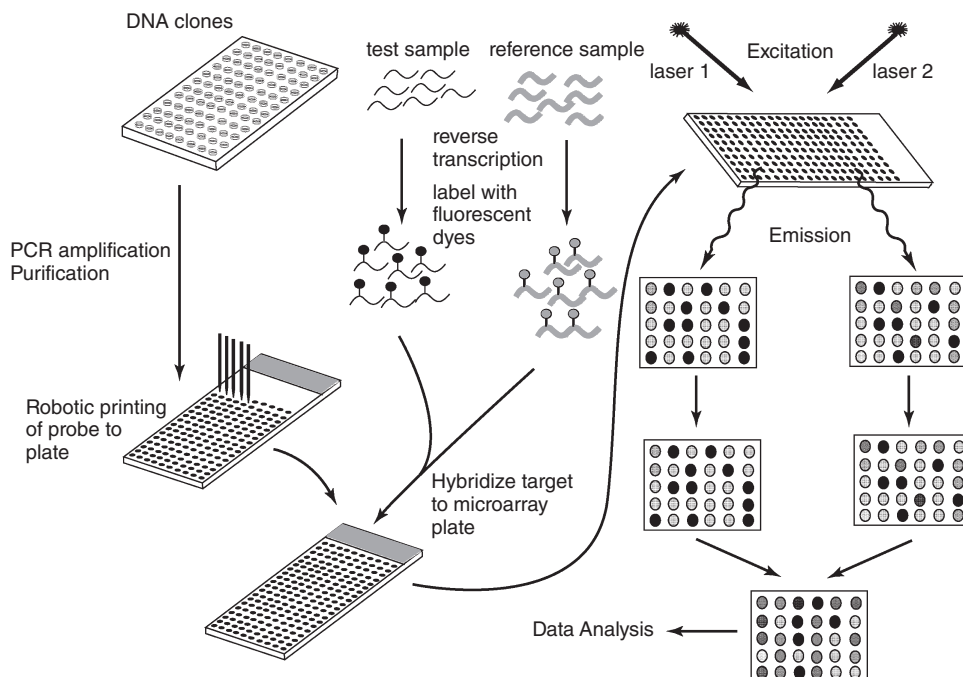 DNA clones
test sample
reference sample
reverse
transcription
label with
fluorescent
dyes
PCR amplification
Purification
Robotic printing
of probe to
plate
Hybridize target
to microarray
plate
Excitation
laser 1
laser 2
Emission
Data Analysis